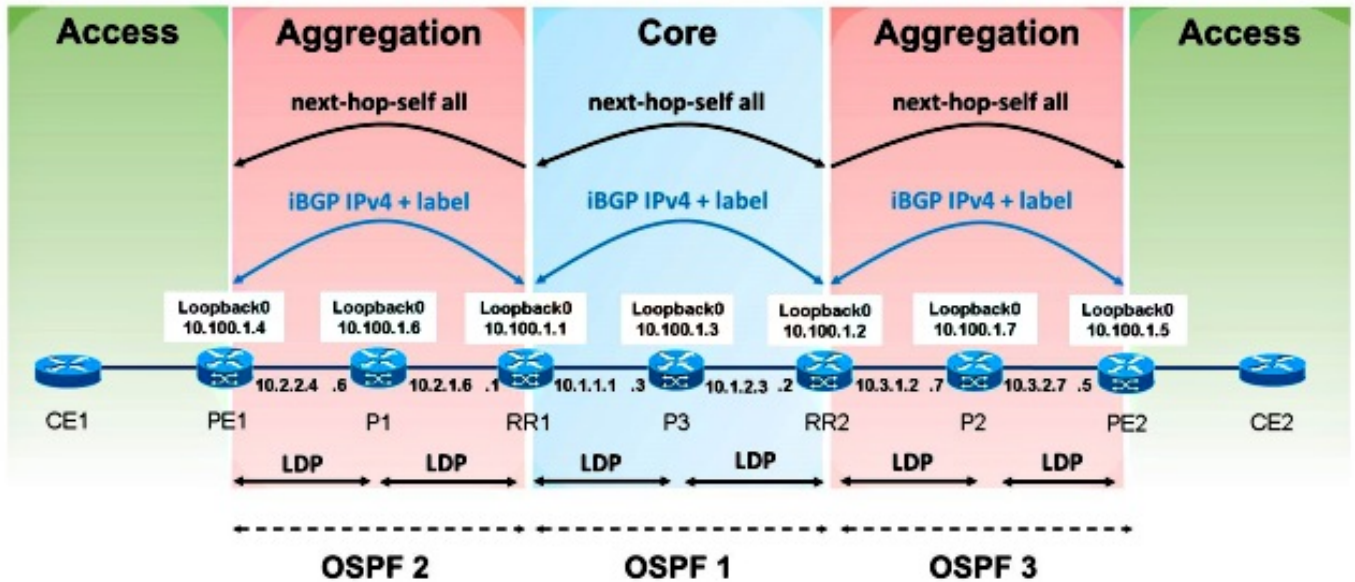 Access
Aggregation
Core
Aggregation
Access
next-hop-self all
next-hop-self all
next-hop-self all
iBGP IPv4 + label
iBGP IPv4 + label
iBGP IPv4 + label
Loopback0
10.100.1.4
Loopback0
10.100.1.6
Loopback0
10.100.1.1
Loopback0
10.100.1.3
Loopback0
10.100.1.2
Loopback0
10.100.1.7
Loopback0
10.100.1.5
10.2.2.4 .6
10.2.1.6 .1
10.1.1.1 .3
10.1.2.3 .2
10.3.1.2 .7
10.3.2.7 .5
CE1
PE1
P1
RR1
P3
RR2
P2
PE2
CE2
LDP
LDP
LDP
LDP
LDP
LDP
OSPF 2
OSPF 1
OSPF 3